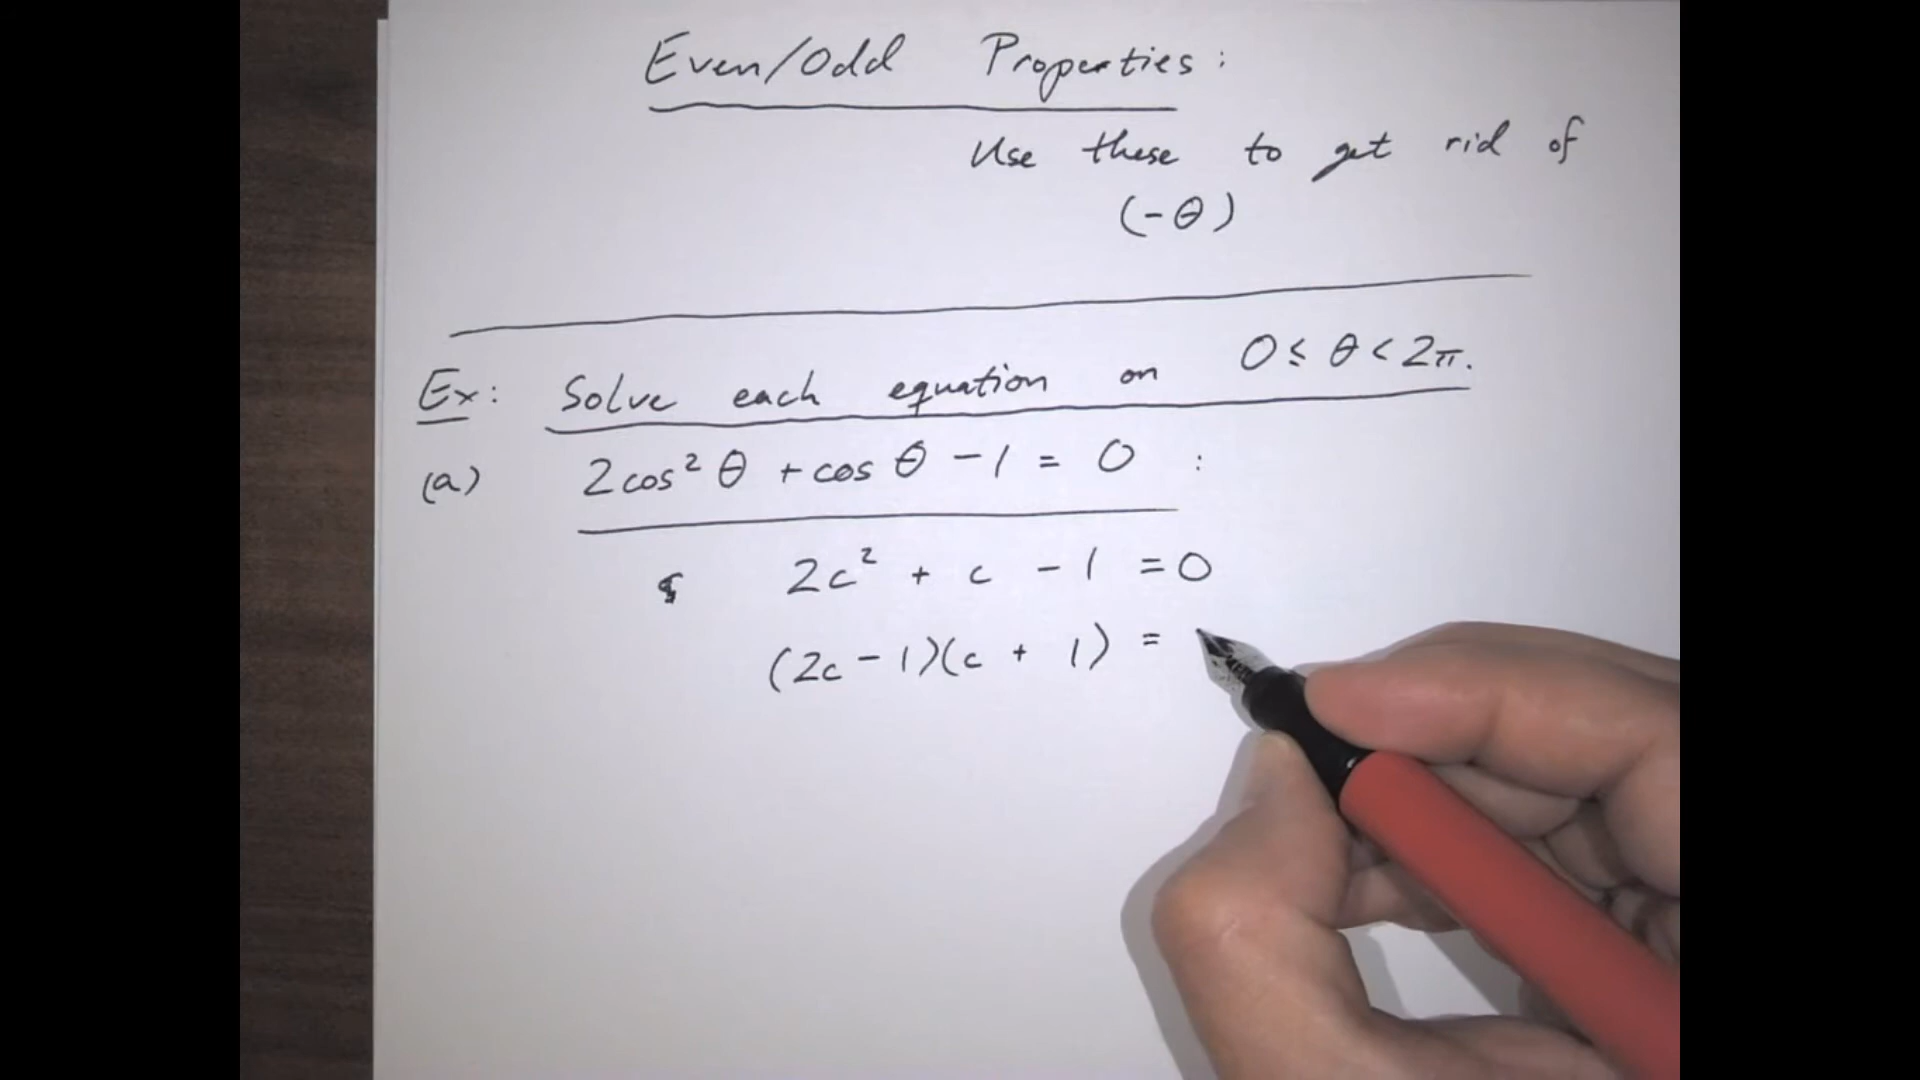 Even/Odd Properties:
Use these to get rid of
(-θ)
Ex: Solve each equation on 0 ≤ θ < 2π.
(a) 2cos² θ + cos θ - 1 = 0 :
2c² + c - 1 = 0
(2c - 1)(c + 1) =